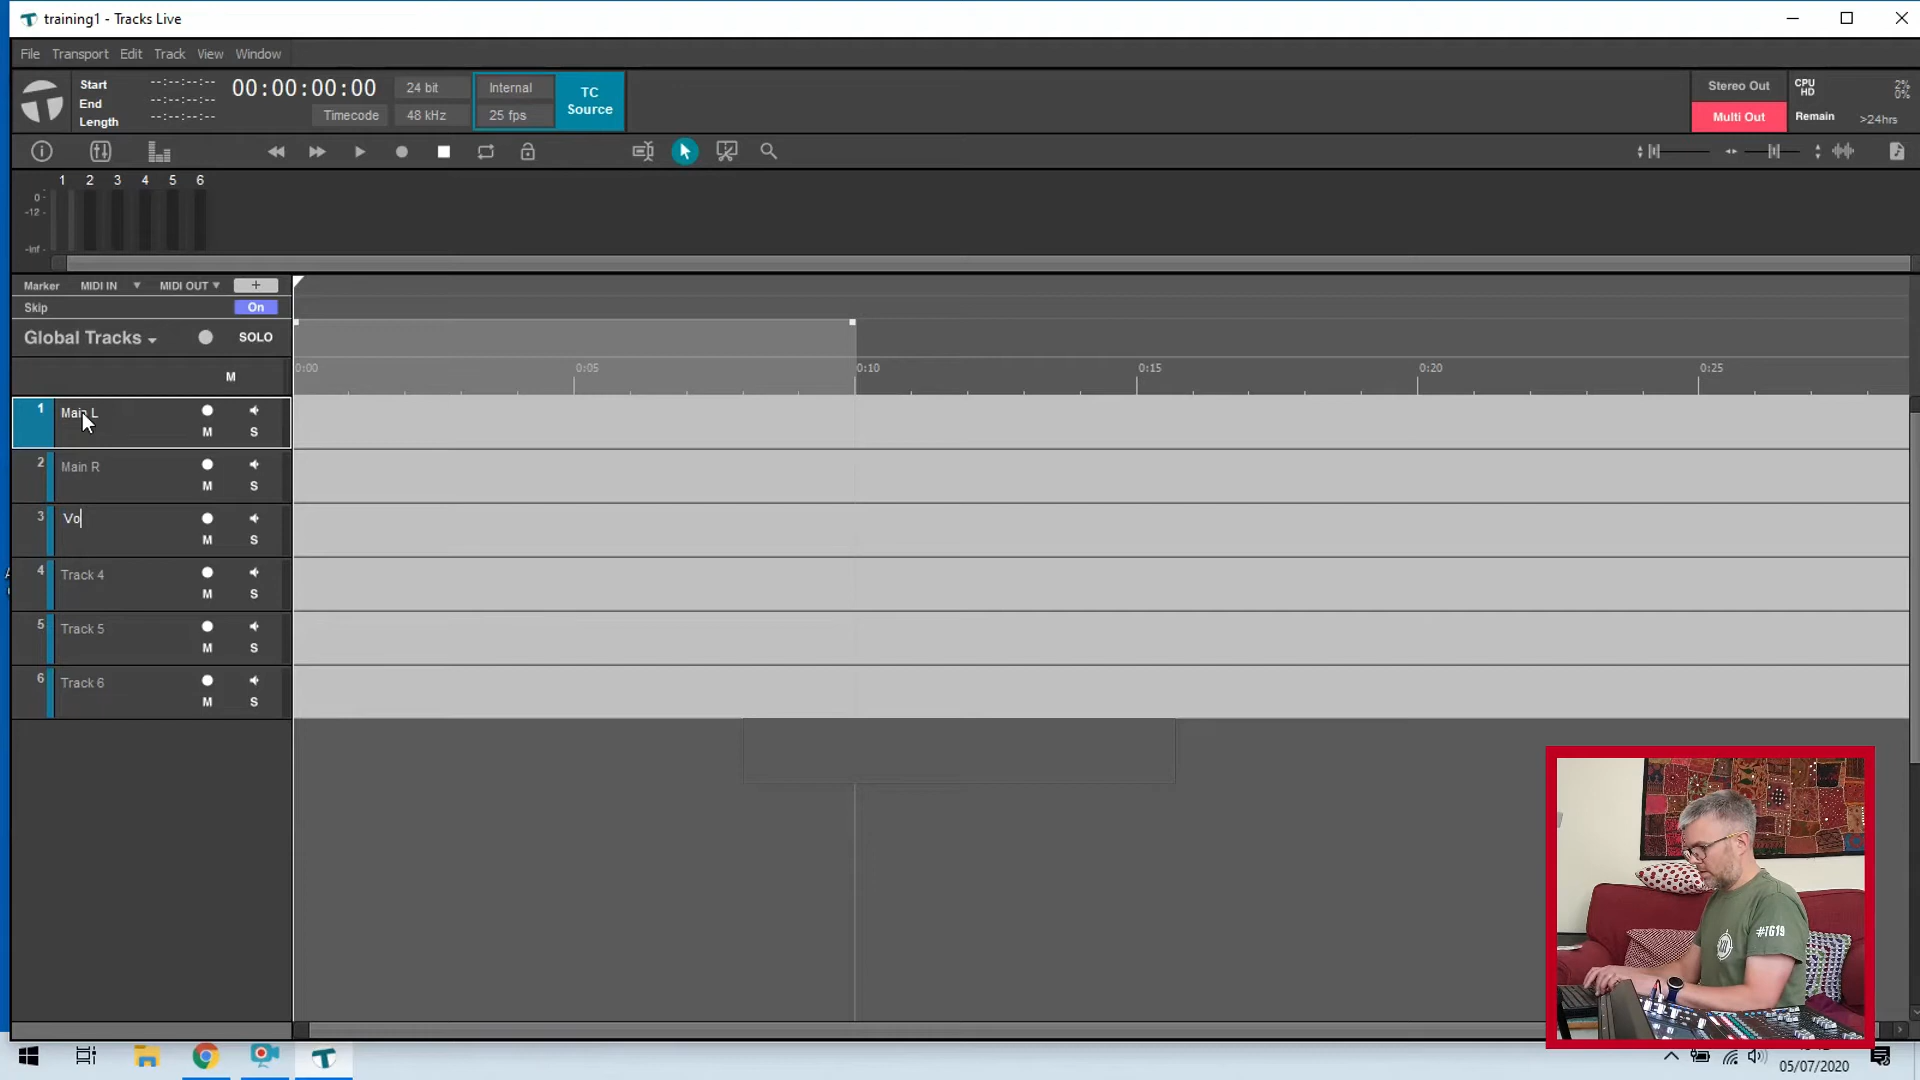 training1 - Tracks Live
File Transport Edit Track View Window
Start --:--:--:--
End --:--:--:--
Length --:--:--:--
00:00:00:00
Timecode
24 bit
48 kHz
Internal
25 fps
TC
Source
Stereo Out
Multi Out
CPU 2%
HD 0%
Remain >24hrs
1 2 3 4 5 6
0
-12
-Inf
Marker MIDI IN MIDI OUT +
Skip On
Global Tracks SOLO
M
0:00 0:05 0:10 0:15 0:20 0:25
1 Main L
M S
2 Main R
M S
3 Vo
M S
4 Track 4
M S
5 Track 5
M S
6 Track 6
M S
#TG19
05/07/2020